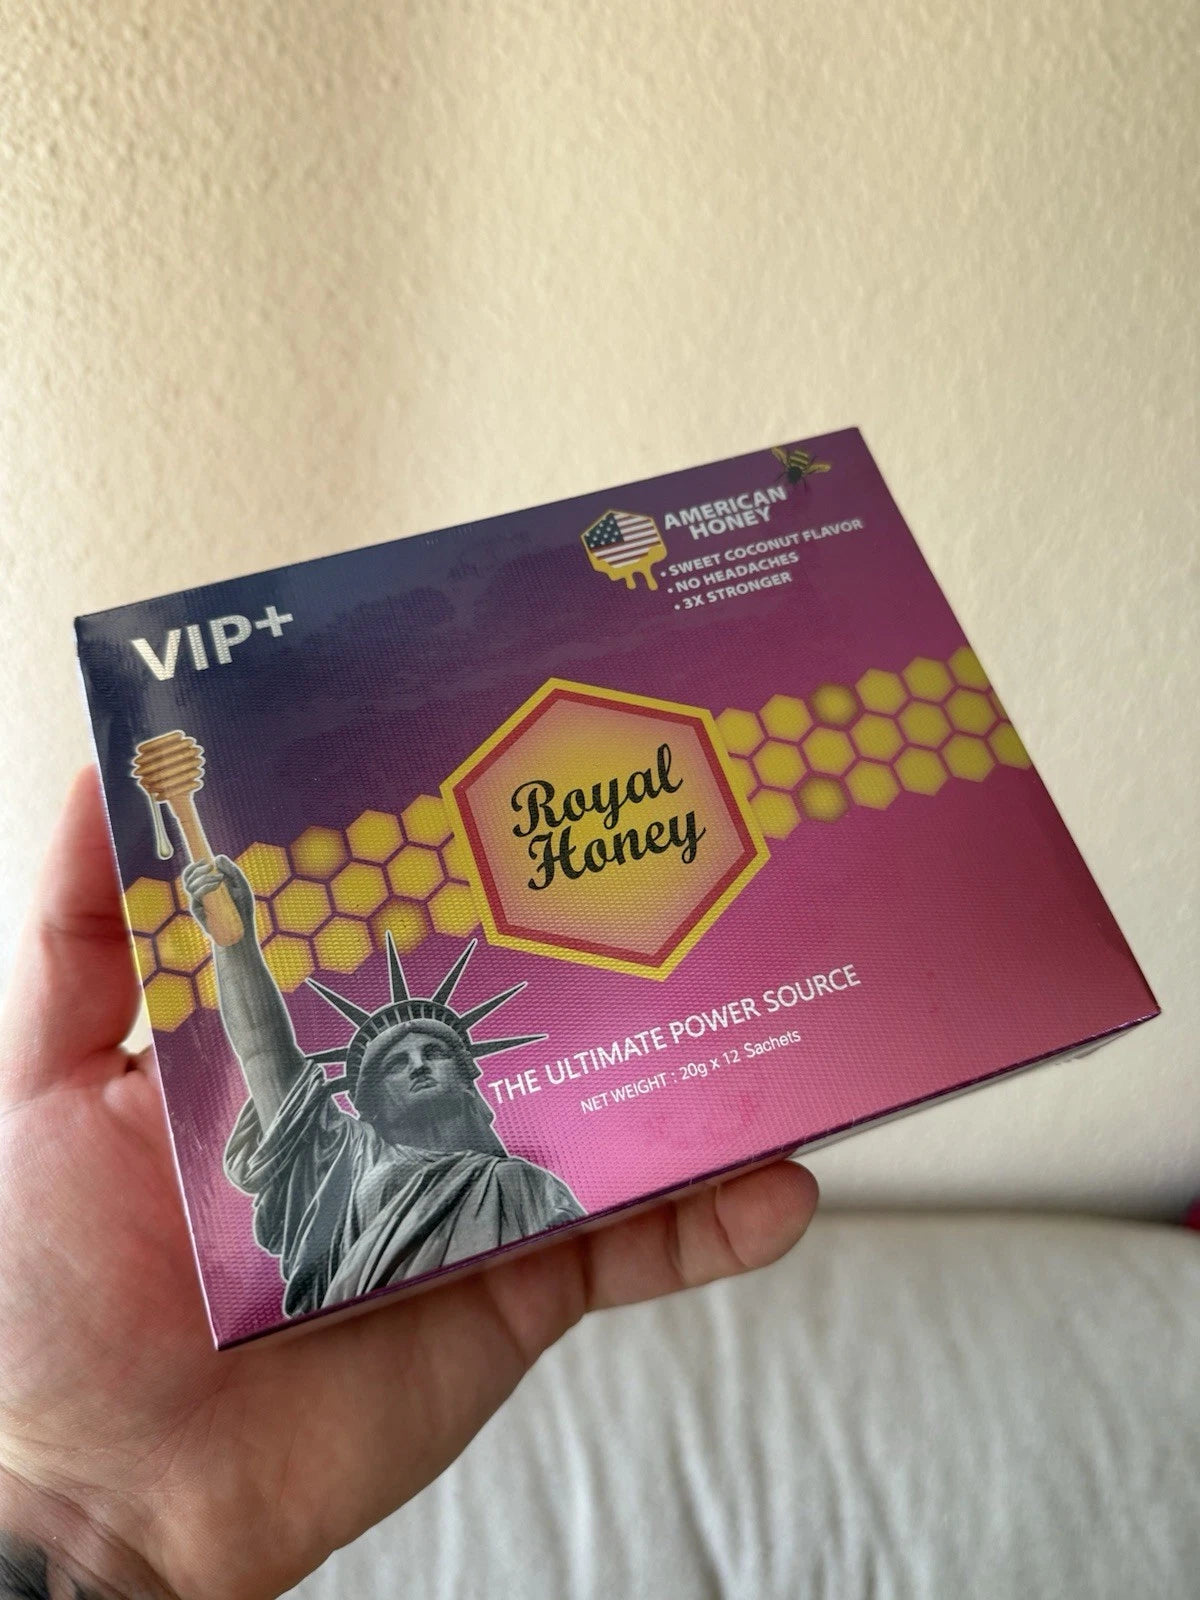 VIP+
AMERICAN
HONEY
• SWEET COCONUT FLAVOR
• NO HEADACHES
• 3X STRONGER
Royal
Honey
THE ULTIMATE POWER SOURCE
NET WEIGHT : 20g x 12 Sachets